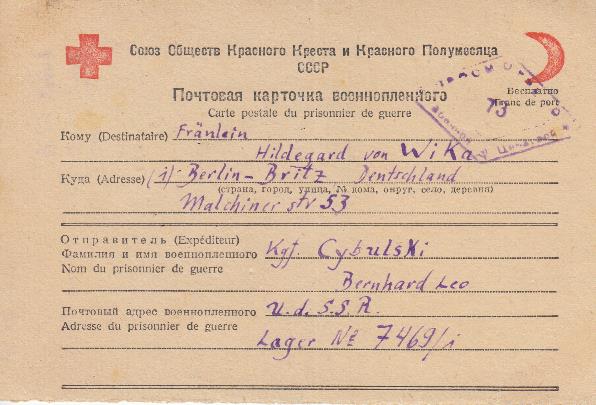 Союз Обществ Красного Креста и Красного Полумесяца
СССР
Почтовая карточка военнопленного
Бесплатно
Carte postale du prisonnier de guerre
Franc de port
73
Кому (Destinataire) Fränlein
Hildegard von Wika
Куда (Adresse) (1) Berlin-Britz Deutschland
(страна, город, улица, № дома, округ, село, деревня)
Malchiner str 53
Отправитель (Expéditeur)
Фамилия и имя военнопленного Kgf. Cybulski
Nom du prisonnier de guerre
Bernhard Leo
Почтовый адрес военнопленного U.d.S.S.R.
Adresse du prisonnier de guerre
Lager № 7469/i